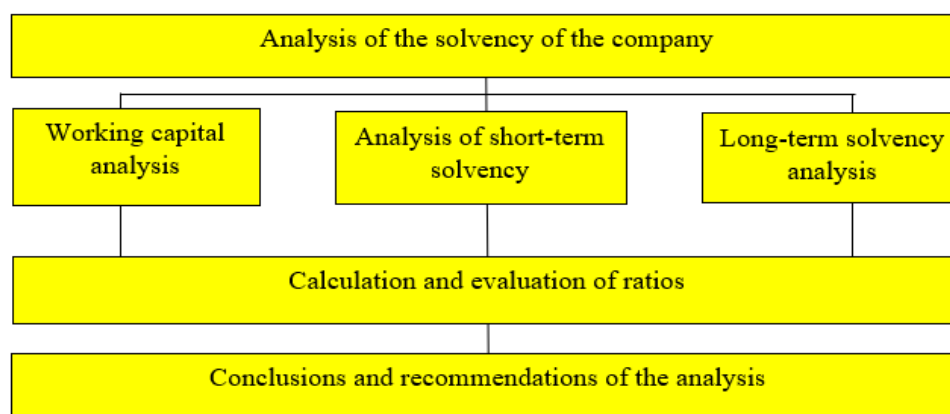 Analysis of the solvency of the company
Working capital
analysis
Analysis of short-term
solvency
Long-term solvency
analysis
Calculation and evaluation of ratios
Conclusions and recommendations of the analysis